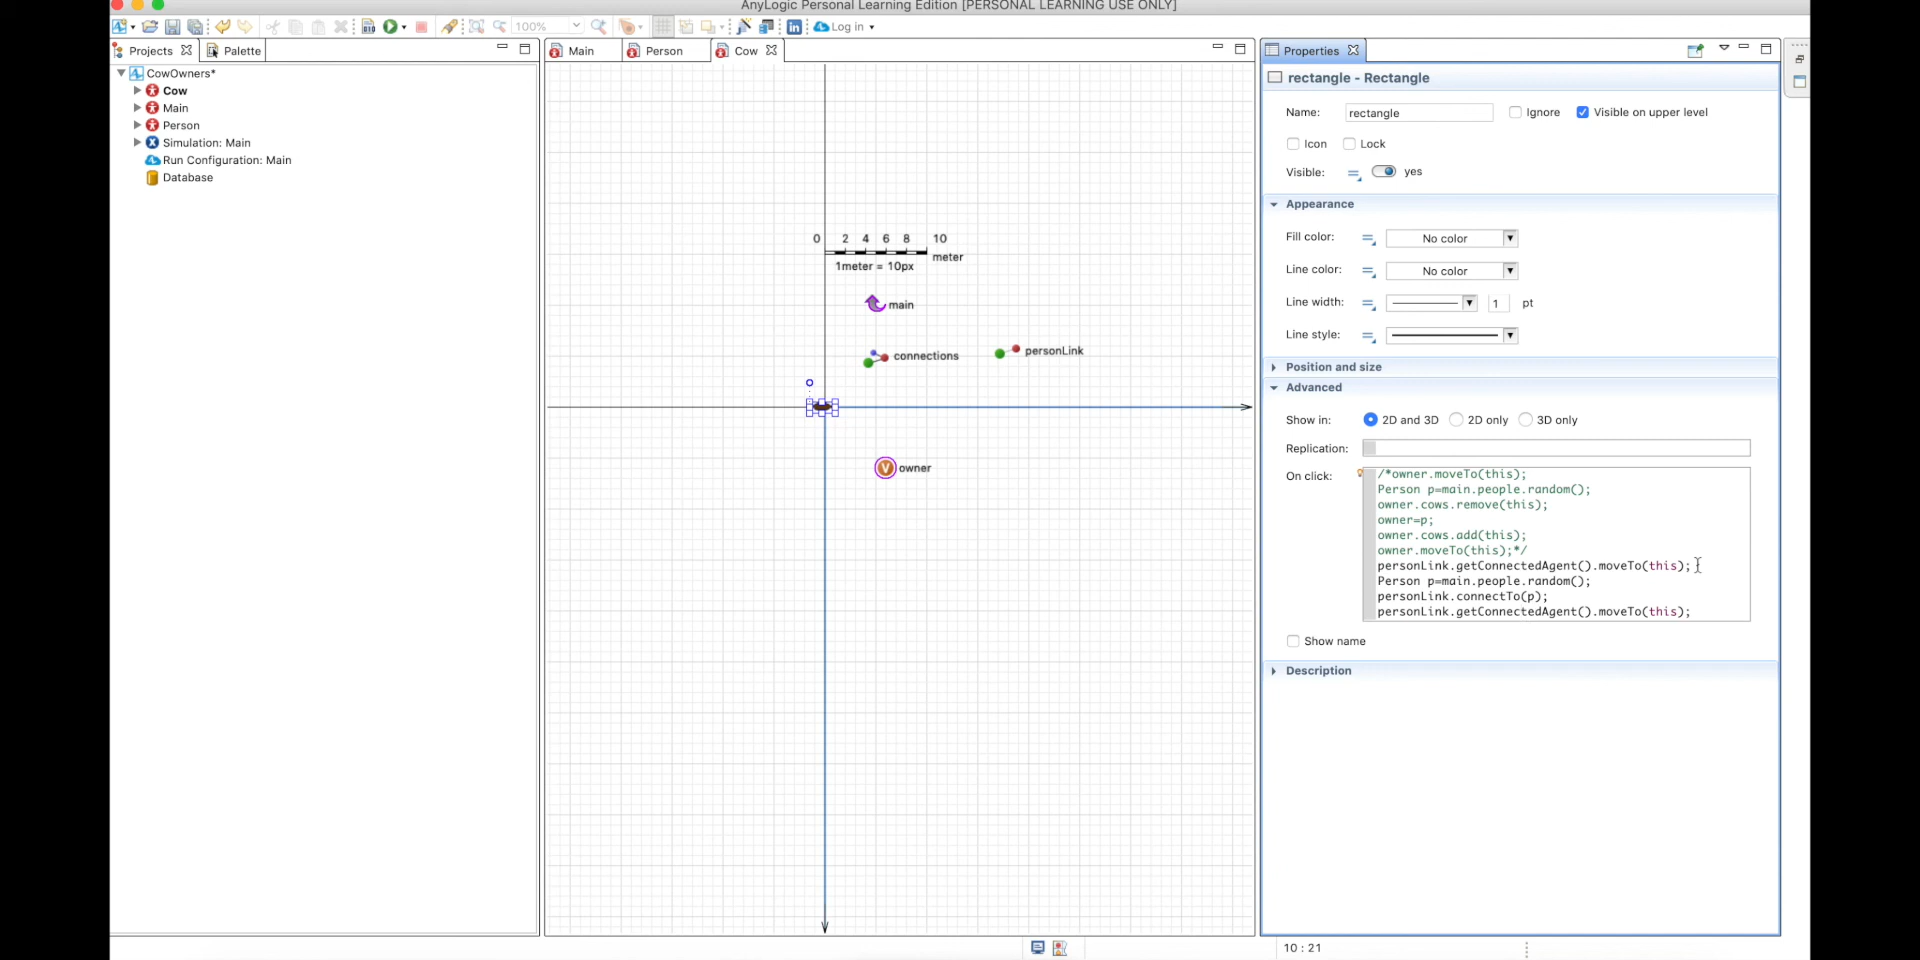 AnyLogic Personal Learning Edition [PERSONAL LEARNING USE ONLY]
100%
Log in
Projects
Palette
CowOwners*
Cow
Main
Person
Simulation: Main
Run Configuration: Main
Database
Main
Person
Cow
0 2 4 6 8 10
meter
1meter = 10px
main
connections
personLink
owner
Properties
rectangle - Rectangle
Name: rectangle Ignore Visible on upper level
Icon Lock
Visible: yes
Appearance
Fill color: No color
Line color: No color
Line width: 1 pt
Line style:
Position and size
Advanced
Show in: 2D and 3D 2D only 3D only
Replication:
On click:
/*owner.moveTo(this);
Person p=main.people.random();
owner.cows.remove(this);
owner=p;
owner.cows.add(this);
owner.moveTo(this);*/
personLink.getConnectedAgent().moveTo(this);
Person p=main.people.random();
personLink.connectTo(p);
personLink.getConnectedAgent().moveTo(this);
Show name
Description
10 : 21